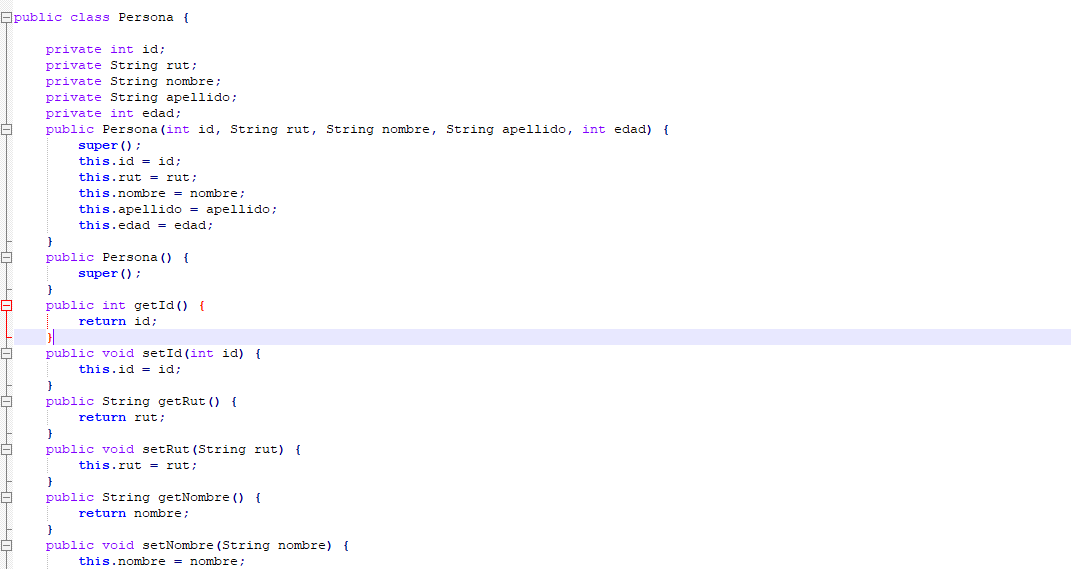 public class Persona {
private int id;
private String rut;
private String nombre;
private String apellido;
private int edad;
public Persona(int id, String rut, String nombre, String apellido, int edad) {
super();
this.id = id;
this.rut = rut;
this.nombre = nombre;
this.apellido = apellido;
this.edad = edad;
}
public Persona() {
super();
}
public int getId() {
return id;
}
public void setId(int id) {
this.id = id;
}
public String getRut() {
return rut;
}
public void setRut(String rut) {
this.rut = rut;
}
public String getNombre() {
return nombre;
}
public void setNombre(String nombre) {
this.nombre = nombre;